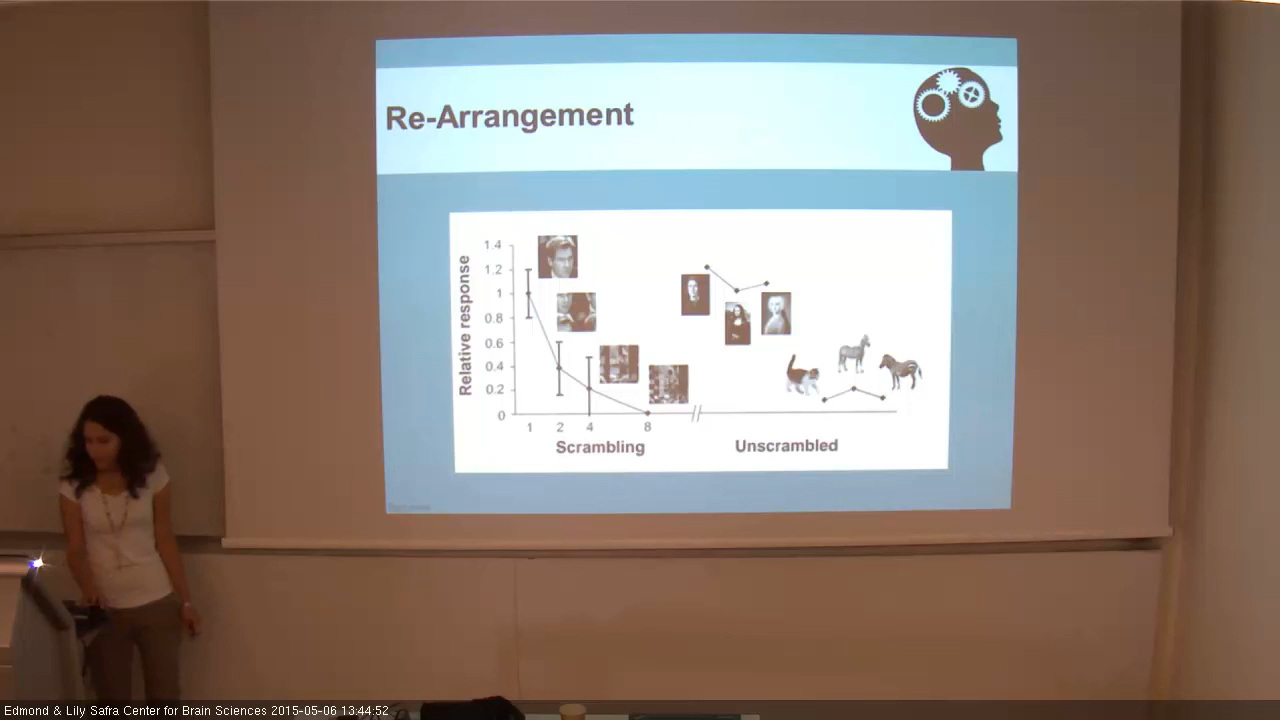 Re-Arrangement
1.4
1.2
1
0.8
0.6
0.4
0.2
0
Relative response
1 2 4 8
Scrambling Unscrambled
Edmond & Lily Safra Center for Brain Sciences 2015-05-06 13:44:52